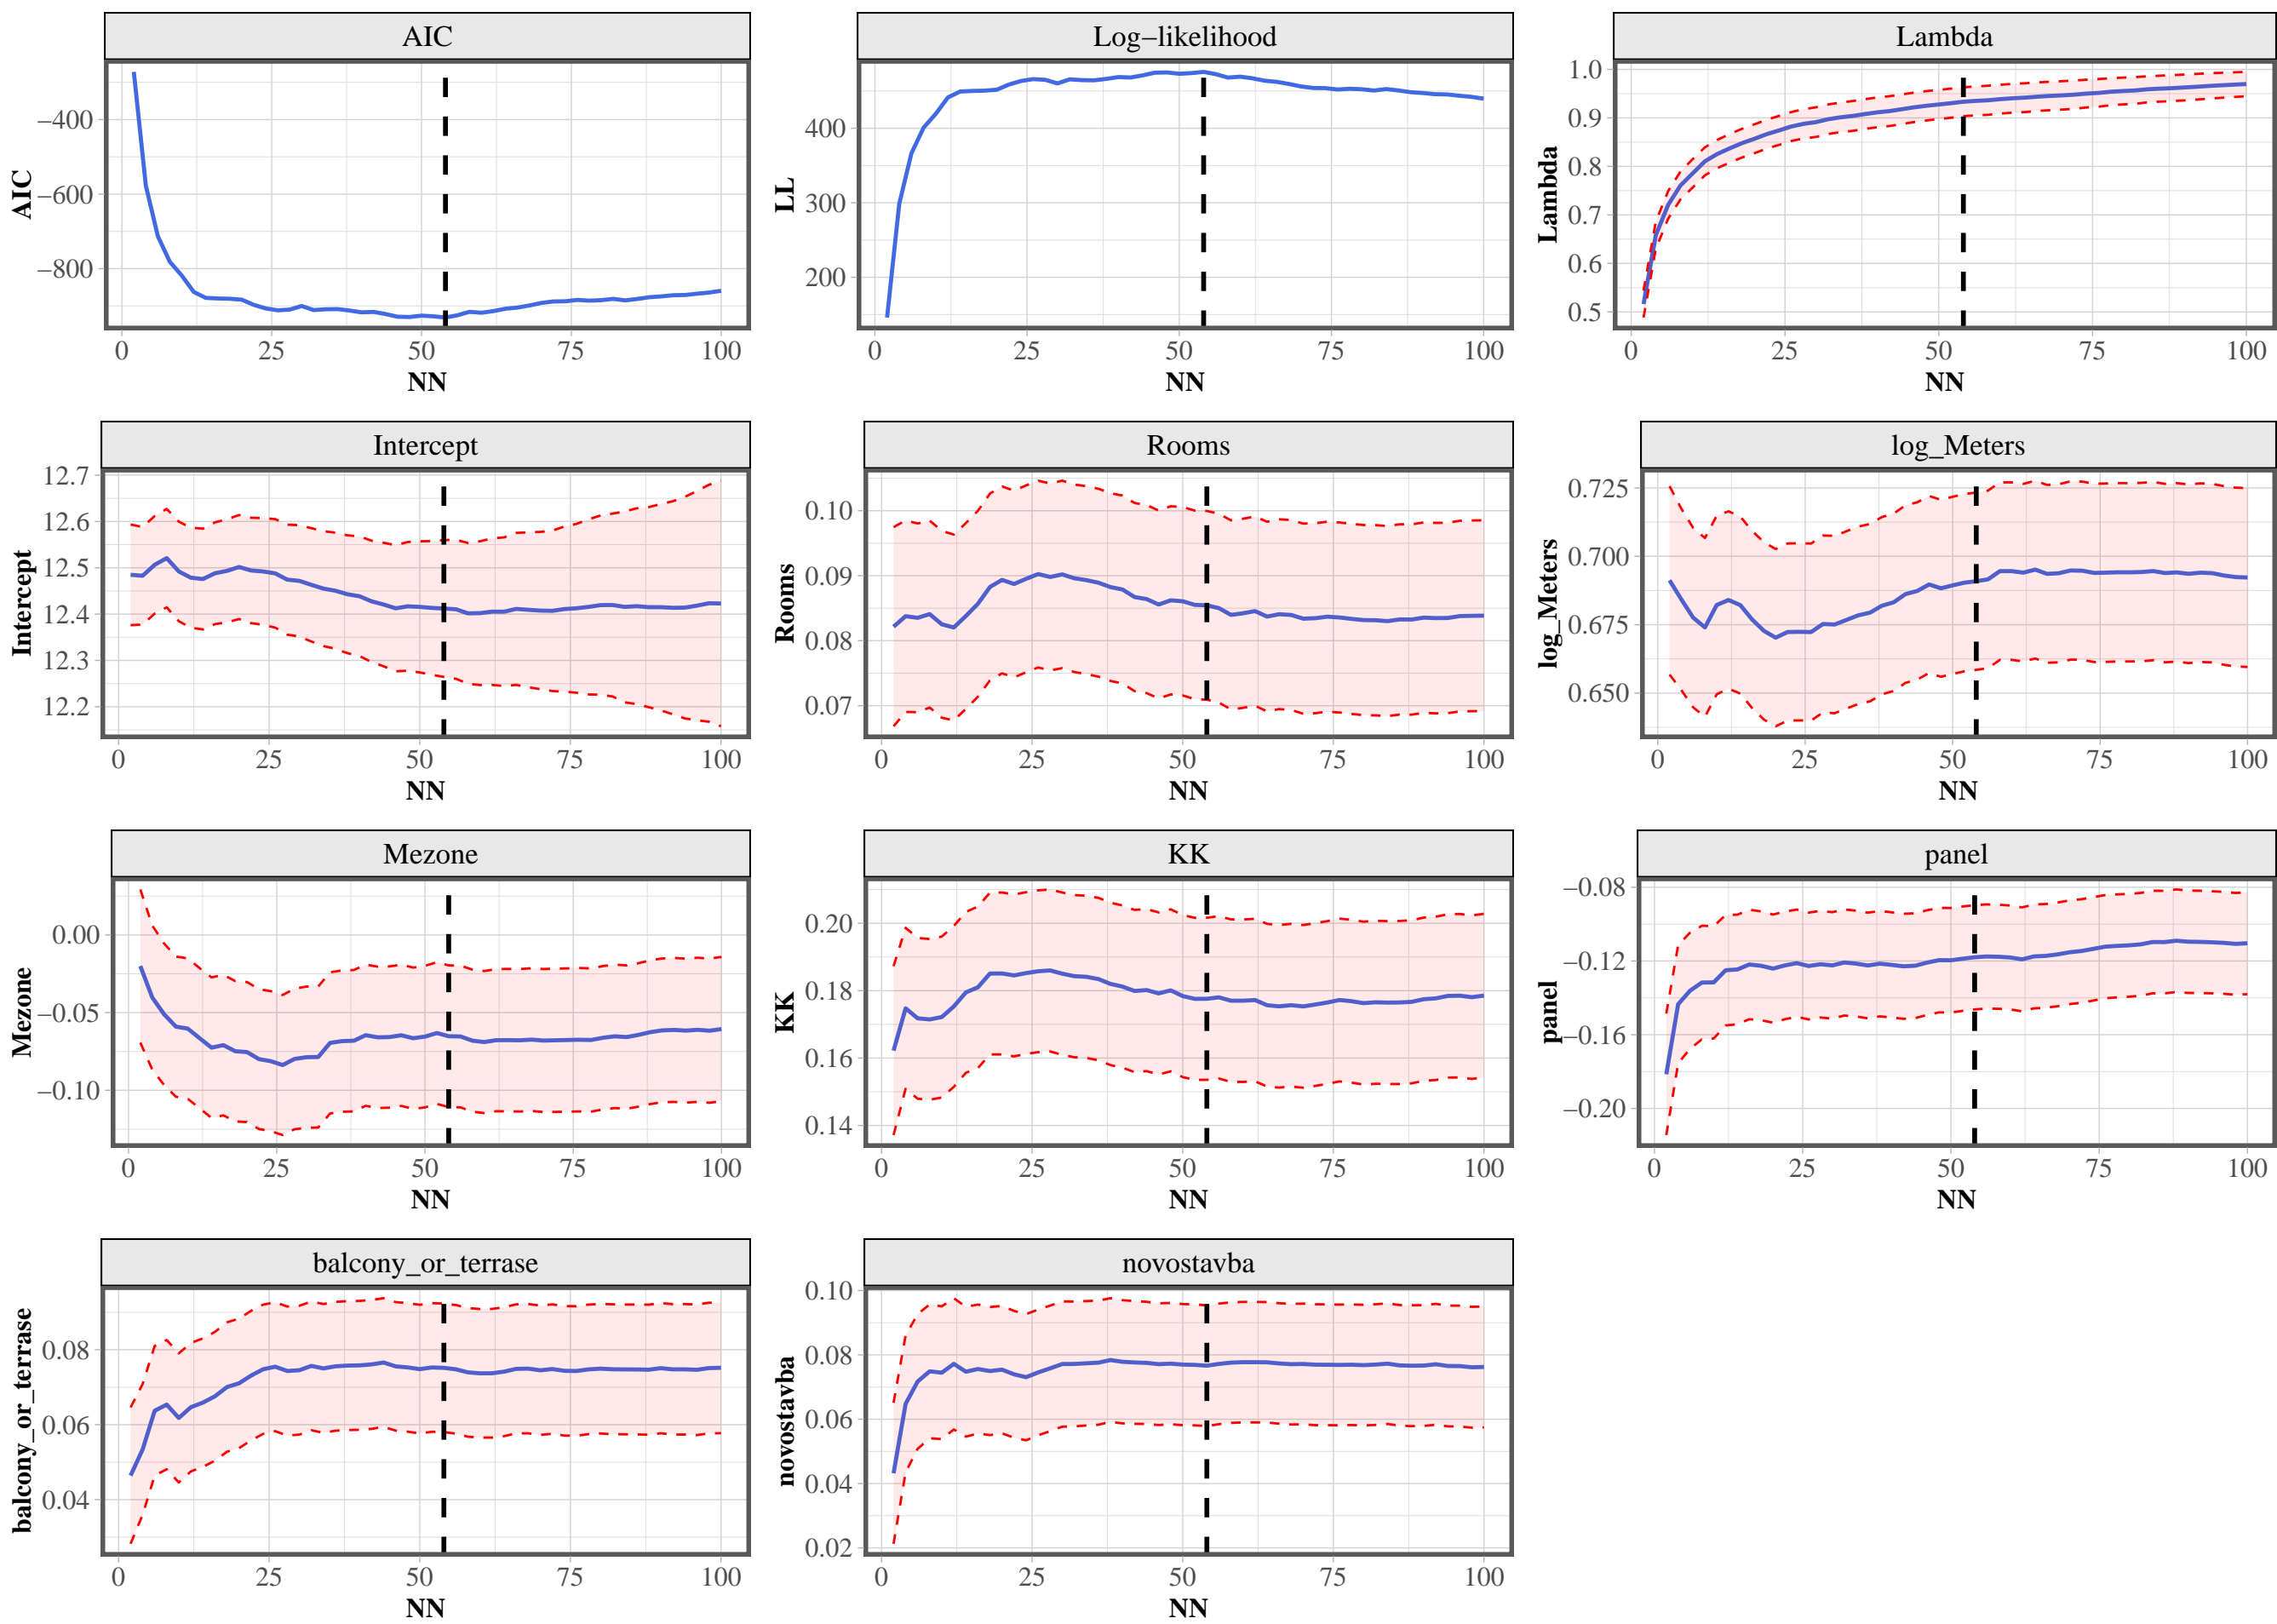 AIC
Log−likelihood
Lambda
AIC
−400
−600
−800
0 25 50 75 100
NN
LL
400
300
200
0 25 50 75 100
NN
Lambda
1.0
0.9
0.8
0.7
0.6
0.5
0 25 50 75 100
NN
Intercept
Rooms
log_Meters
Intercept
12.7
12.6
12.5
12.4
12.3
12.2
0 25 50 75 100
NN
Rooms
0.10
0.09
0.08
0.07
0 25 50 75 100
NN
log_Meters
0.725
0.700
0.675
0.650
0 25 50 75 100
NN
Mezone
KK
panel
Mezone
0.00
−0.05
−0.10
0 25 50 75 100
NN
KK
0.20
0.18
0.16
0.14
0 25 50 75 100
NN
panel
−0.08
−0.12
−0.16
−0.20
0 25 50 75 100
NN
balcony_or_terrase
novostavba
balcony_or_terrase
0.08
0.06
0.04
0 25 50 75 100
NN
novostavba
0.10
0.08
0.06
0.04
0.02
0 25 50 75 100
NN